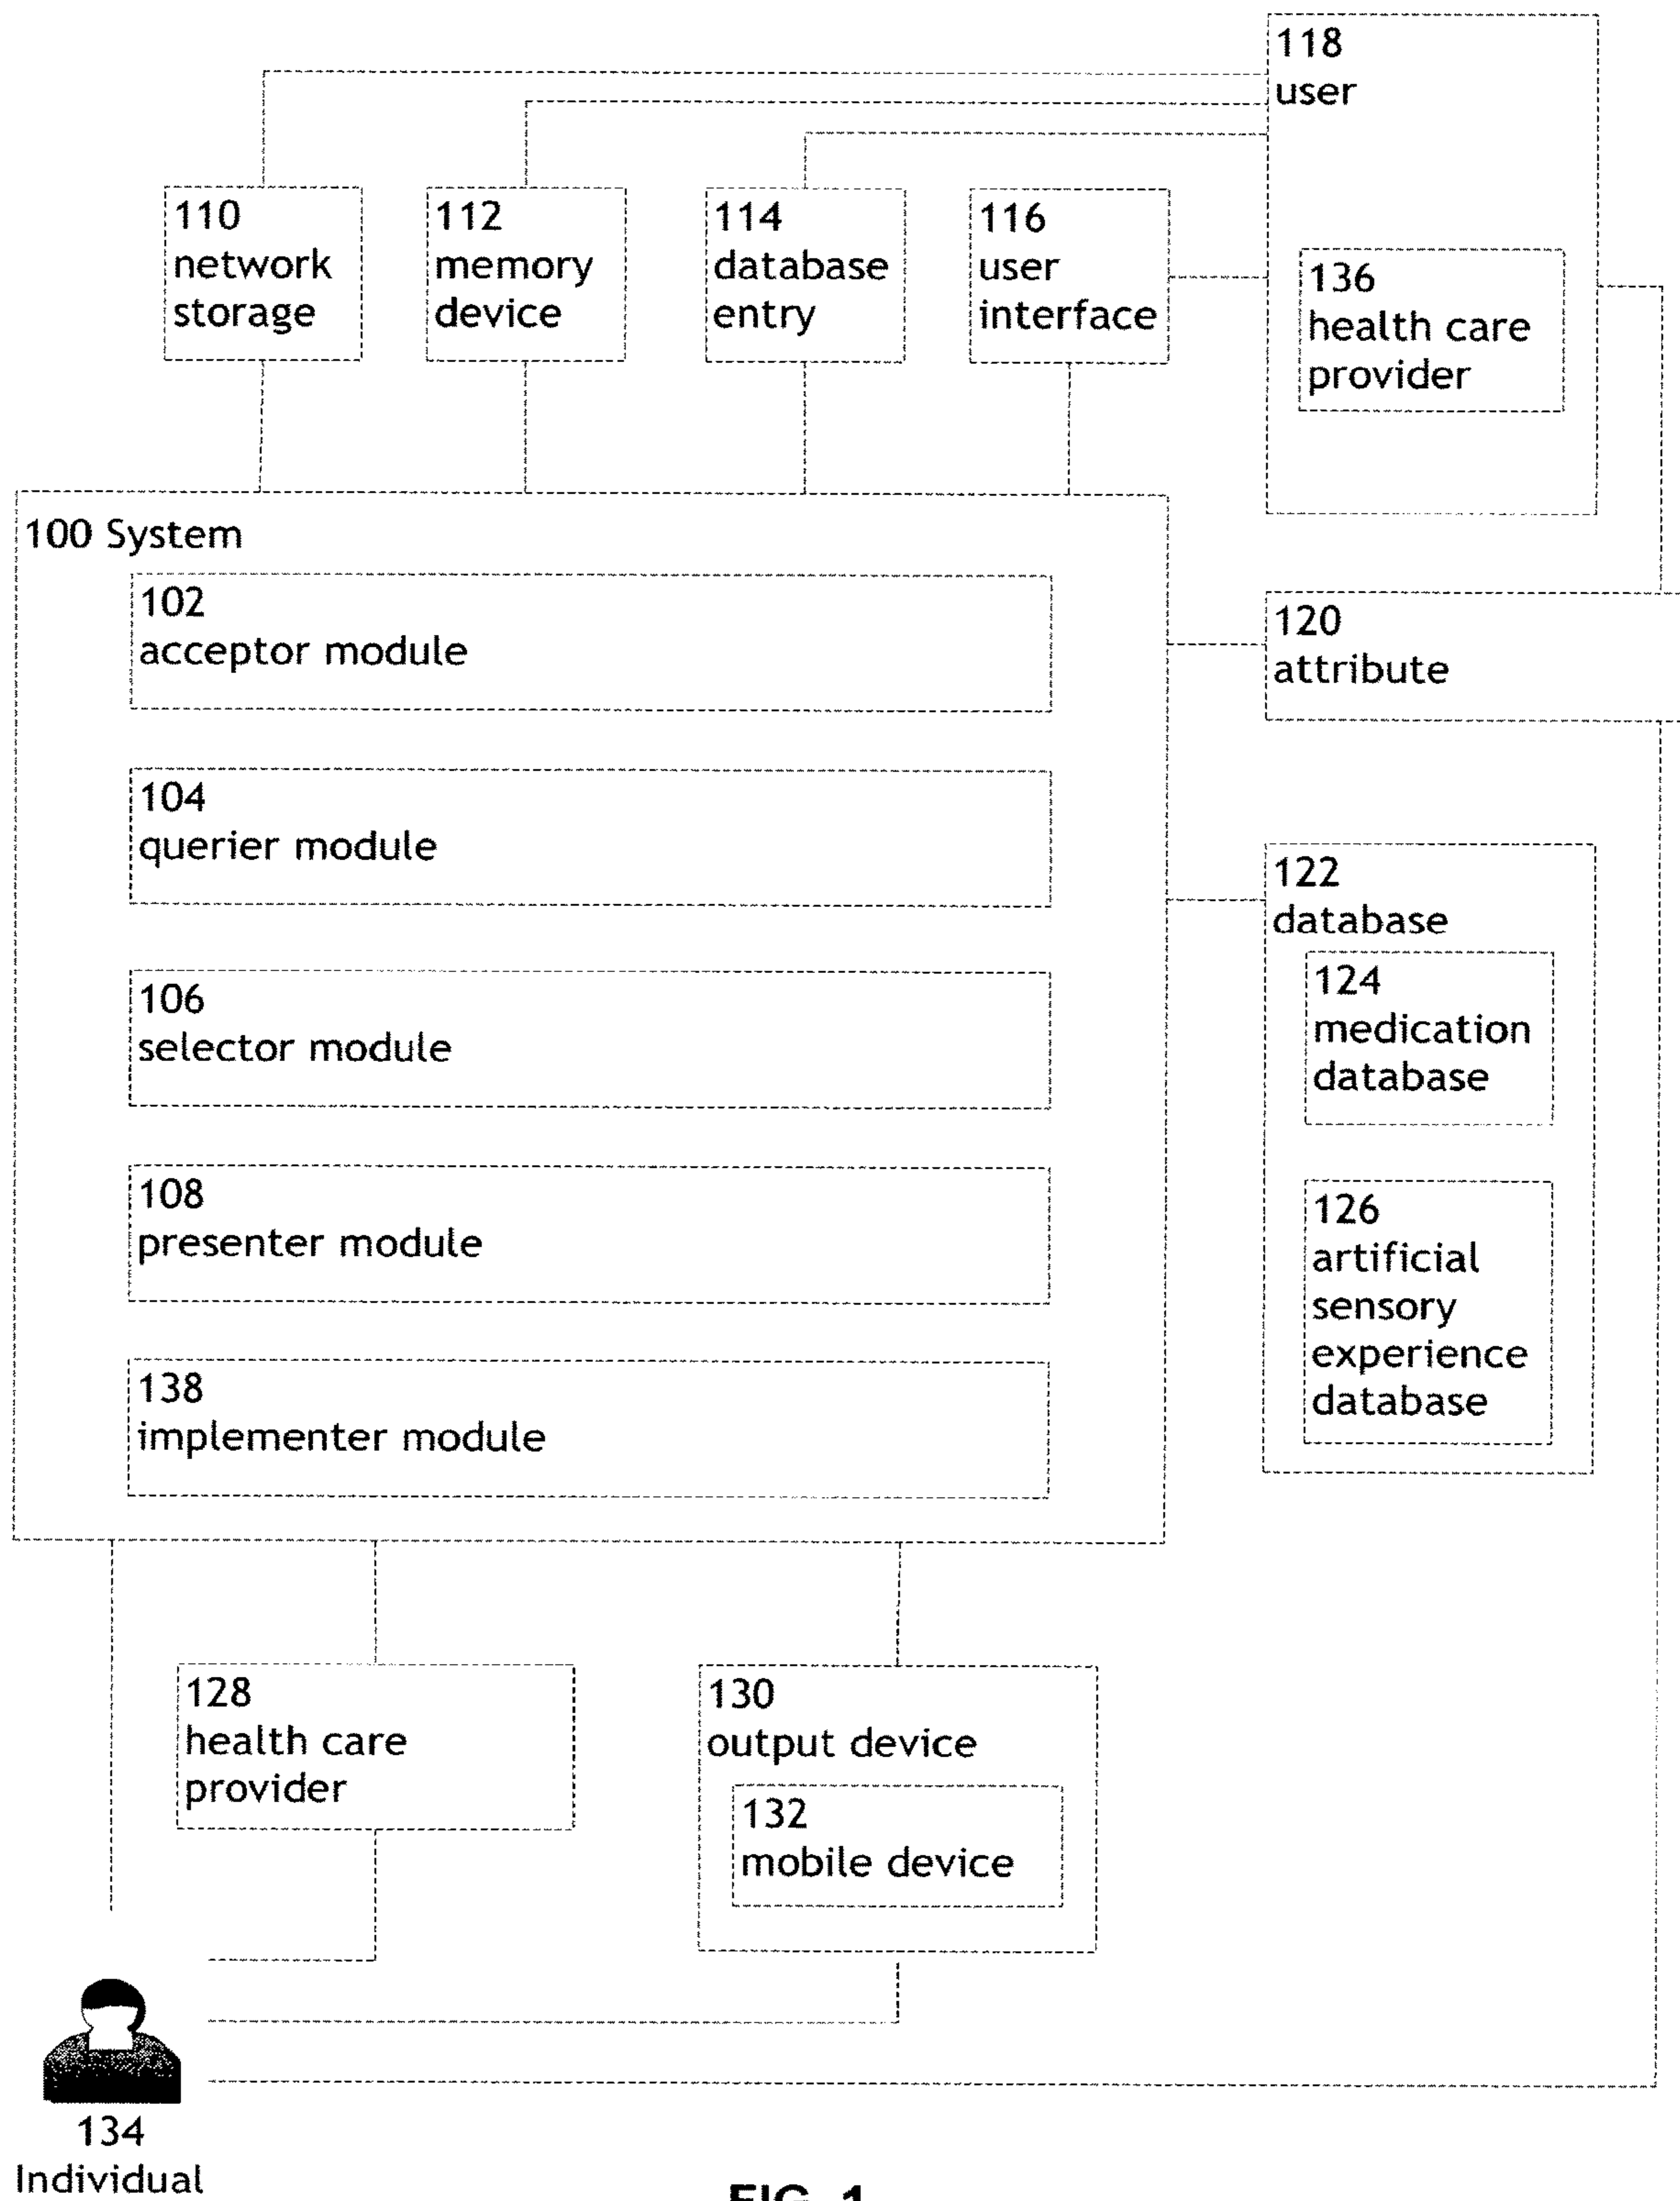 118
user
110
network
storage
112
memory
device
114
database
entry
116
user
interface
136
health care
provider
100 System
102
acceptor module
104
querier module
106
selector module
108
presenter module
138
implementer module
120
attribute
122
database
124
medication
database
126
artificial
sensory
experience
database
128
health care
provider
130
output device
132
mobile device
134
Individual
FIG. 1